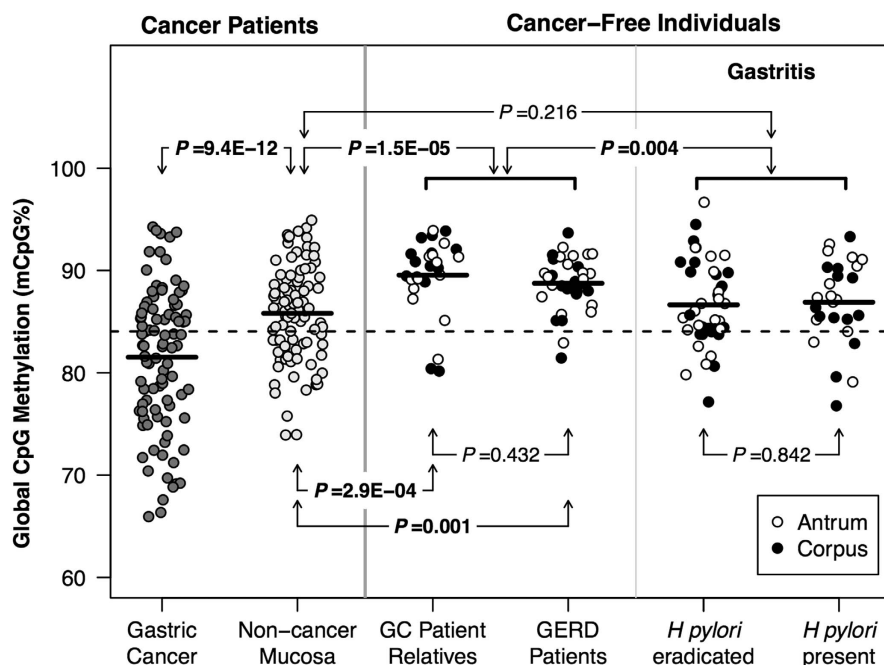 Cancer Patients
Cancer−Free Individuals
Gastritis
P =0.216
P =9.4E−12
P =1.5E−05
P =0.004
Global CpG Methylation (mCpG%)
100
90
80
70
60
P =0.432
P =0.842
P =2.9E−04
P =0.001
Antrum
Corpus
Gastric
Cancer
Non−cancer
Mucosa
GC Patient
Relatives
GERD
Patients
H pylori
eradicated
H pylori
present